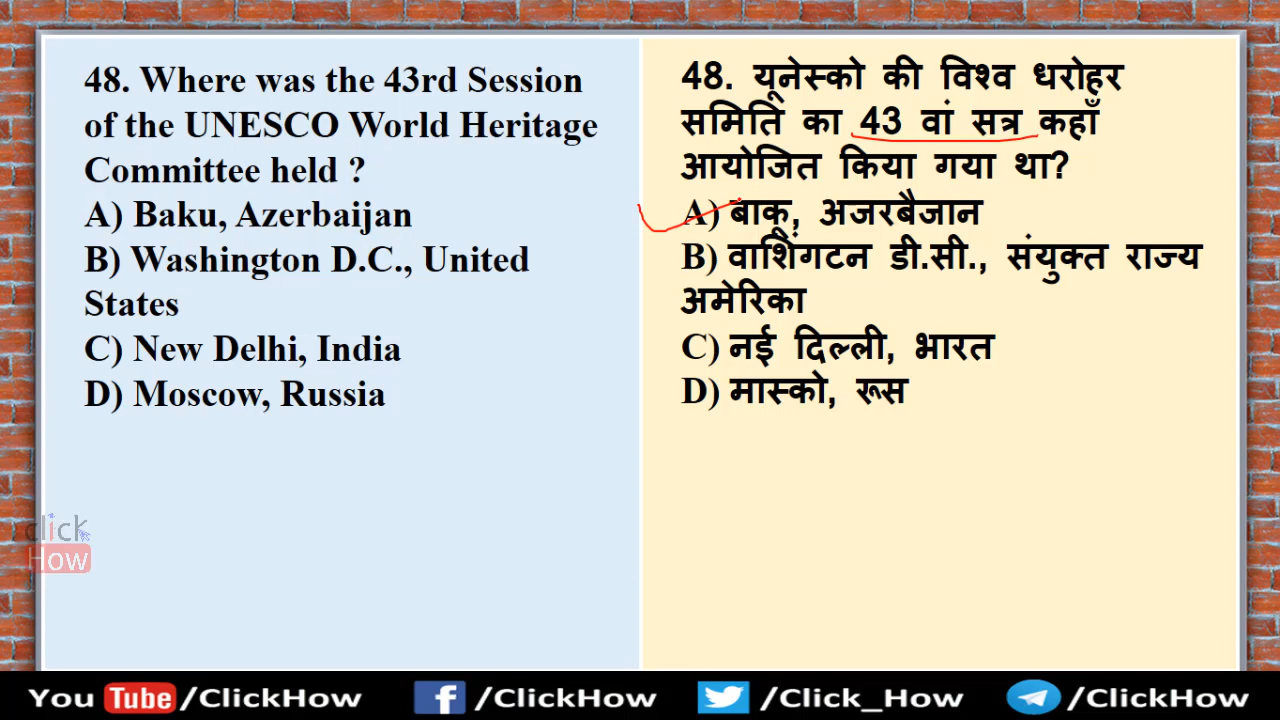 48. Where was the 43rd Session
of the UNESCO World Heritage
Committee held ?
A) Baku, Azerbaijan
B) Washington D.C., United
States
C) New Delhi, India
D) Moscow, Russia
48. यूनेस्को की विश्व धरोहर
समिति का 43 वां सत्र कहाँ
आयोजित किया गया था?
A) बाकू, अजरबैजान
B) वाशिंगटन डी.सी., संयुक्त राज्य
अमेरिका
C) नई दिल्ली, भारत
D) मास्को, रूस
click
How
You Tube/ClickHow f/ClickHow /Click_How /ClickHow